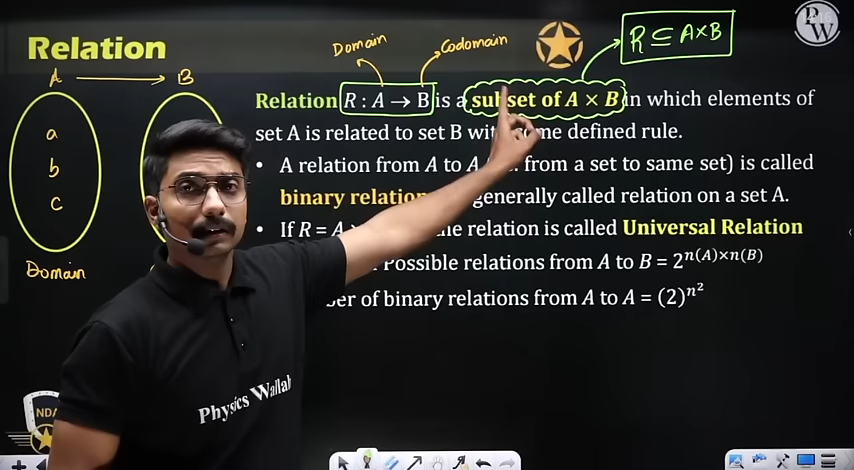 Relation
Domain
Codomain
R ⊆ A×B
PW
A → B
a
b
c
Domain
Relation R : A → B is a subset of A × B in which elements of
set A is related to set B with some defined rule.
• A relation from A to A from a set to same set) is called
binary relation generally called relation on a set A.
• If R = A relation is called Universal Relation
Possible relations from A to B = 2^{n(A)×n(B)}
of binary relations from A to A = (2)^{n^2}
Physics Wallah
NDA